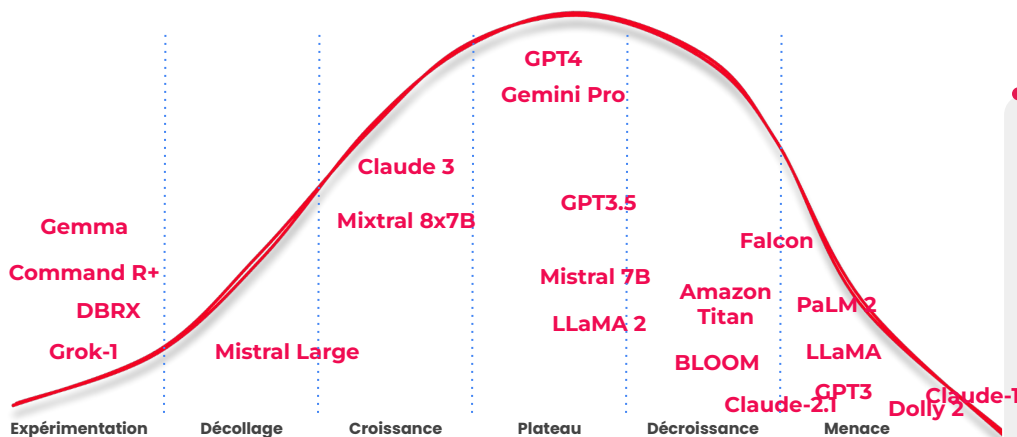 GPT4
Gemini Pro
Claude 3
GPT3.5
Mixtral 8x7B
Gemma
Falcon
Command R+
Mistral 7B
Amazon
Titan
PaLM 2
DBRX
LLaMA 2
Grok-1
Mistral Large
LLaMA
BLOOM
GPT3
Claude-1
Claude-2.1
Dolly 2
Expérimentation
Décollage
Croissance
Plateau
Décroissance
Menace